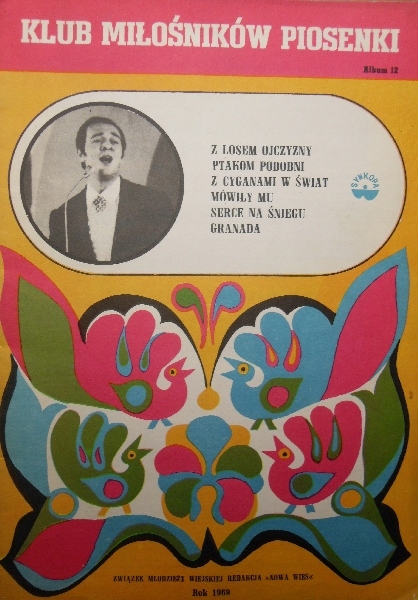 KLUB MIŁOŚNIKÓW PIOSENKI
Album 12
Z LOSEM OJCZYZNY
PTAKOM PODOBNI
Z CYGANAMI W ŚWIAT
MÓWIŁY MU
SERCE NA ŚNIEGU
GRANADA
SYNKOPA
ZWIĄZEK MŁODZIEŻY WIEJSKIEJ REDAKCJA »NOWA WIEŚ«
Rok 1969